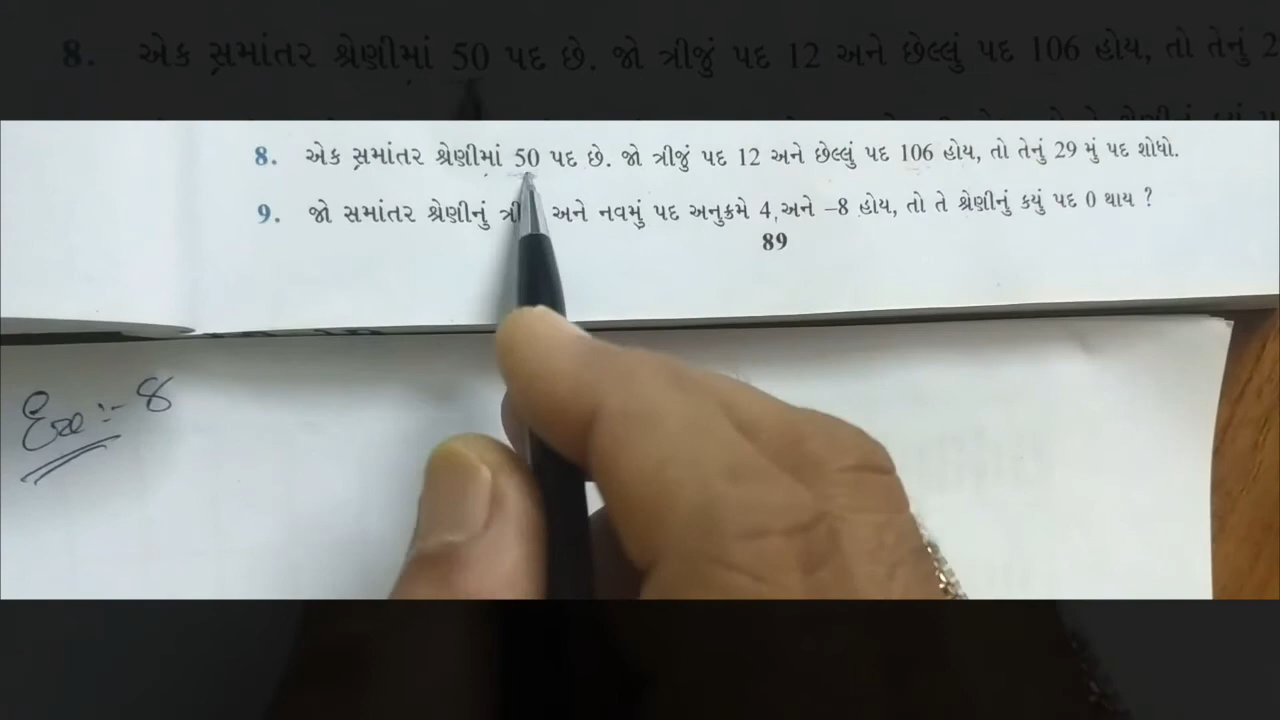 8. એક સમાંતર શ્રેણીમાં 50 પદ છે. જો ત્રીજું પદ 12 અને છેલ્લું પદ 106 હોય, તો તેનું 2
8. એક સમાંતર શ્રેણીમાં 50 પદ છે. જો ત્રીજું પદ 12 અને છેલ્લું પદ 106 હોય, તો તેનું 29 મું પદ શોધો.
9. જો સમાંતર શ્રેણીનું અને નવમું પદ અનુક્રમે 4 અને –8 હોય, તો તે શ્રેણીનું કયું પદ 0 થાય ?
89
:- 8